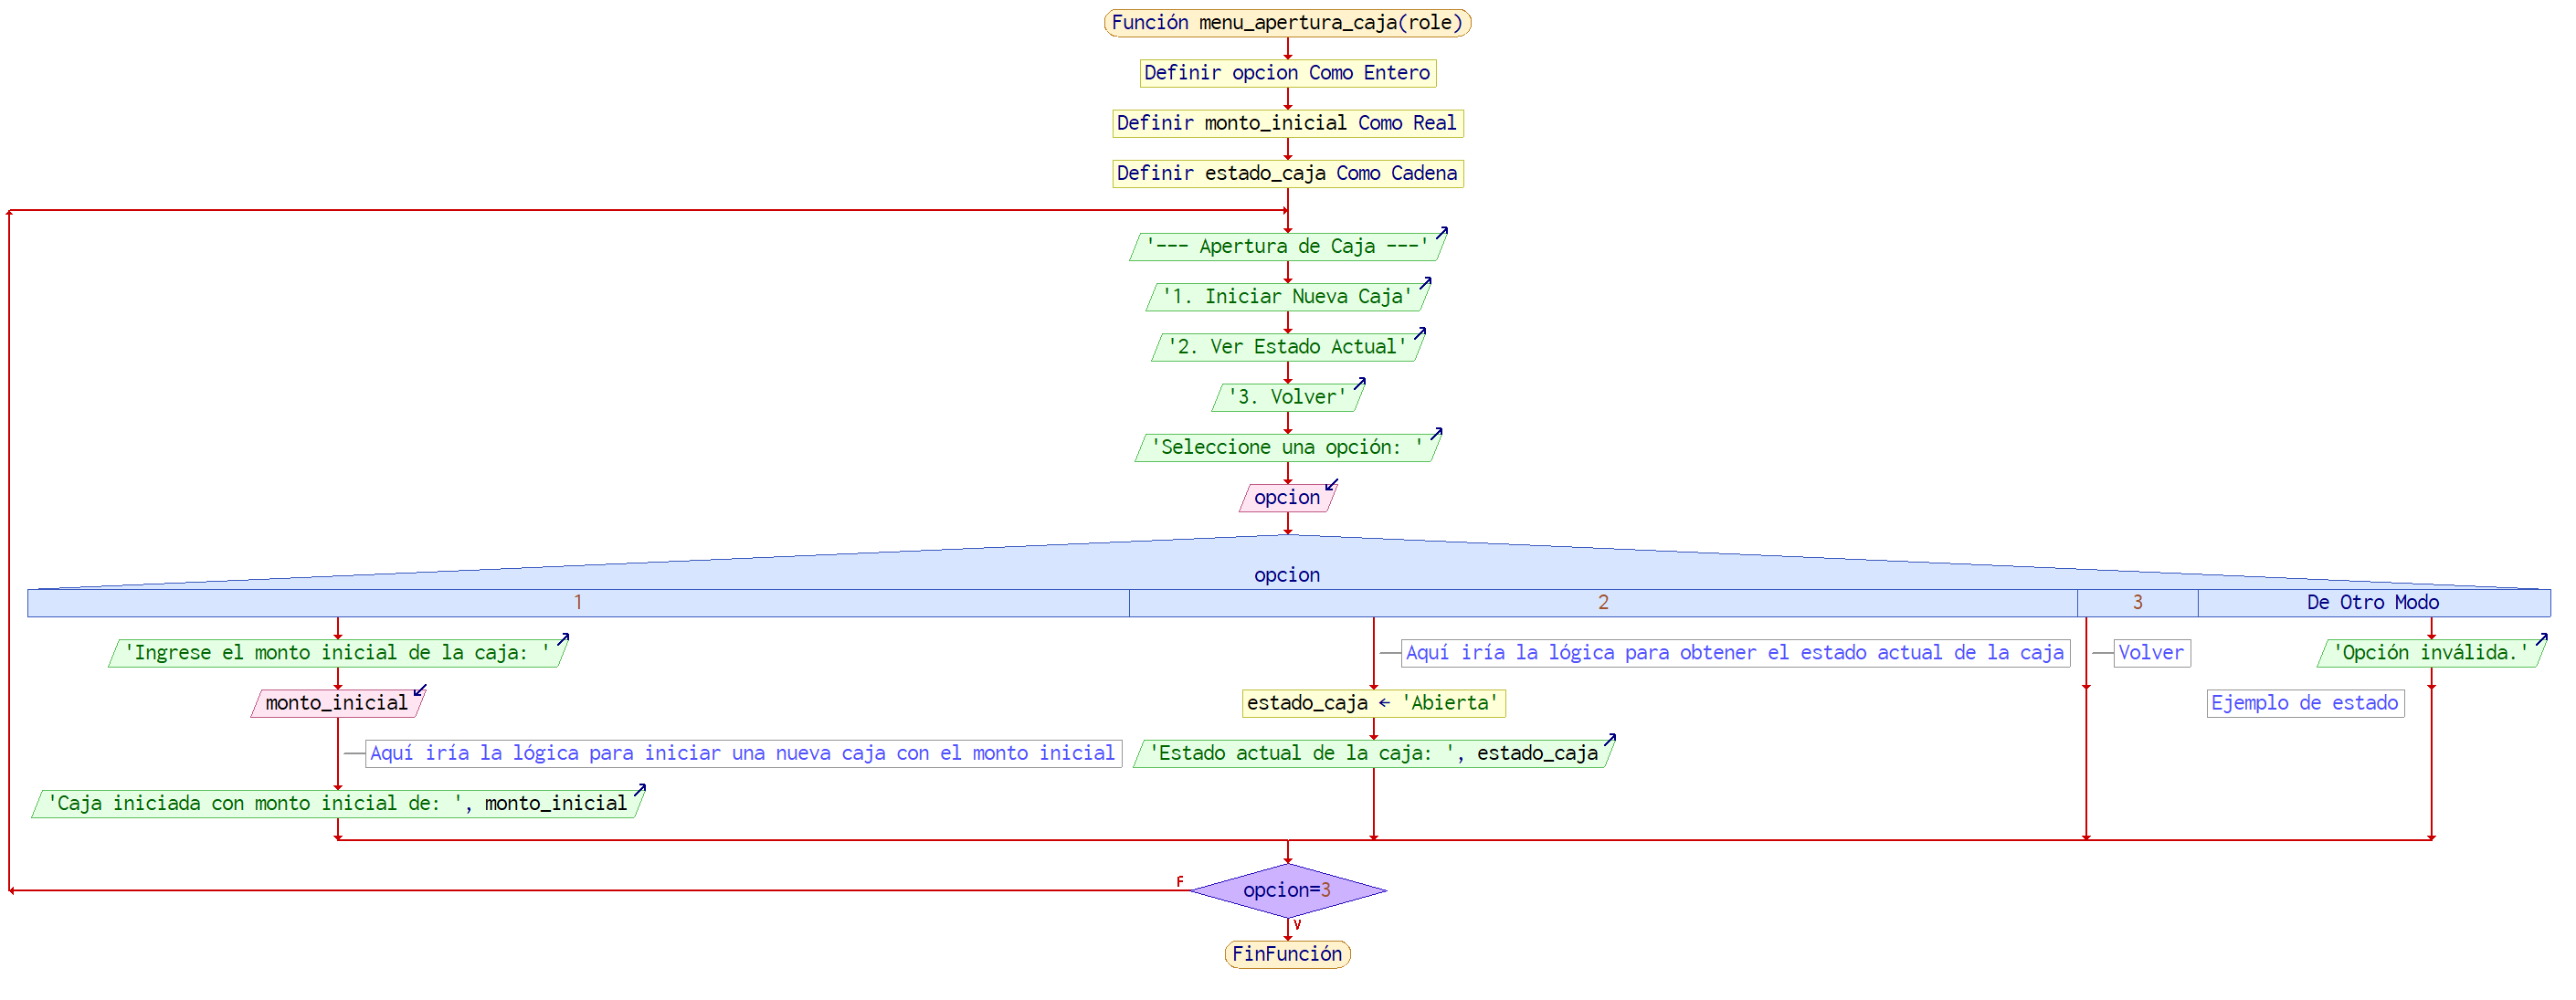 Función menu_apertura_caja(role)
Definir opcion Como Entero
Definir monto_inicial Como Real
Definir estado_caja Como Cadena
'--- Apertura de Caja ---'
'1. Iniciar Nueva Caja'
'2. Ver Estado Actual'
'3. Volver'
'Seleccione una opción: '
opcion
opcion
1 2 3 De Otro Modo
'Ingrese el monto inicial de la caja: '
monto_inicial
Aquí iría la lógica para iniciar una nueva caja con el monto inicial
'Caja iniciada con monto inicial de: ', monto_inicial
Aquí iría la lógica para obtener el estado actual de la caja
estado_caja ← 'Abierta'
'Estado actual de la caja: ', estado_caja
Volver
'Opción inválida.'
Ejemplo de estado
F
opcion=3
V
FinFunción